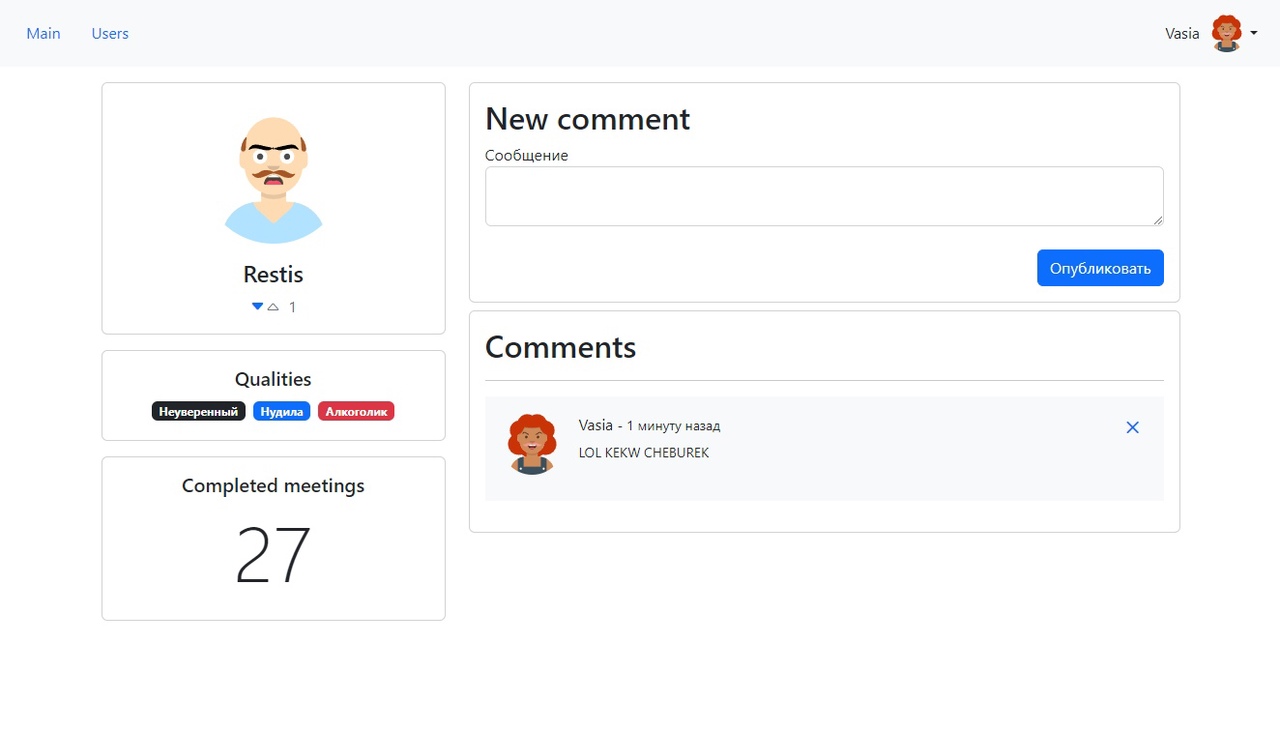 Main Users Vasia
Restis
1
Qualities
Неуверенный Нудила Алкоголик
Completed meetings
27
New comment
Сообщение
Опубликовать
Comments
Vasia - 1 минуту назад
LOL KEKW CHEBUREK